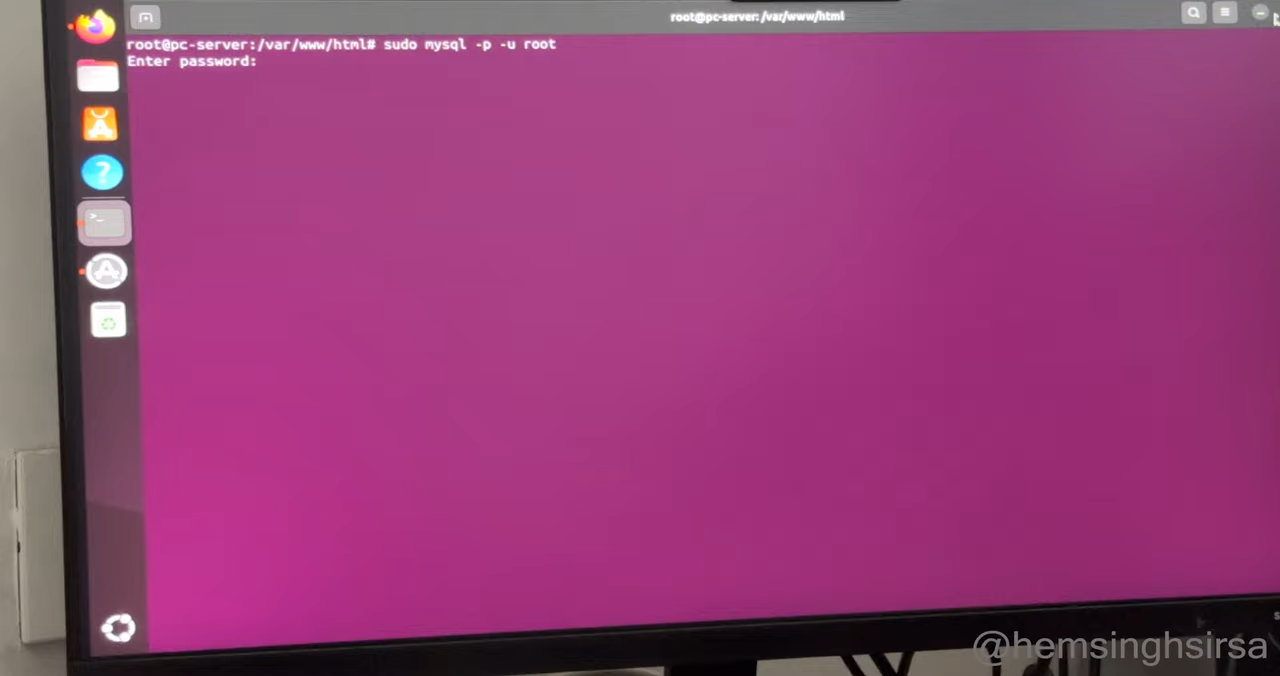 root@pc-server: /var/www/html
root@pc-server:/var/www/html# sudo mysql -p -u root
Enter password:
@hemsinghsirsa